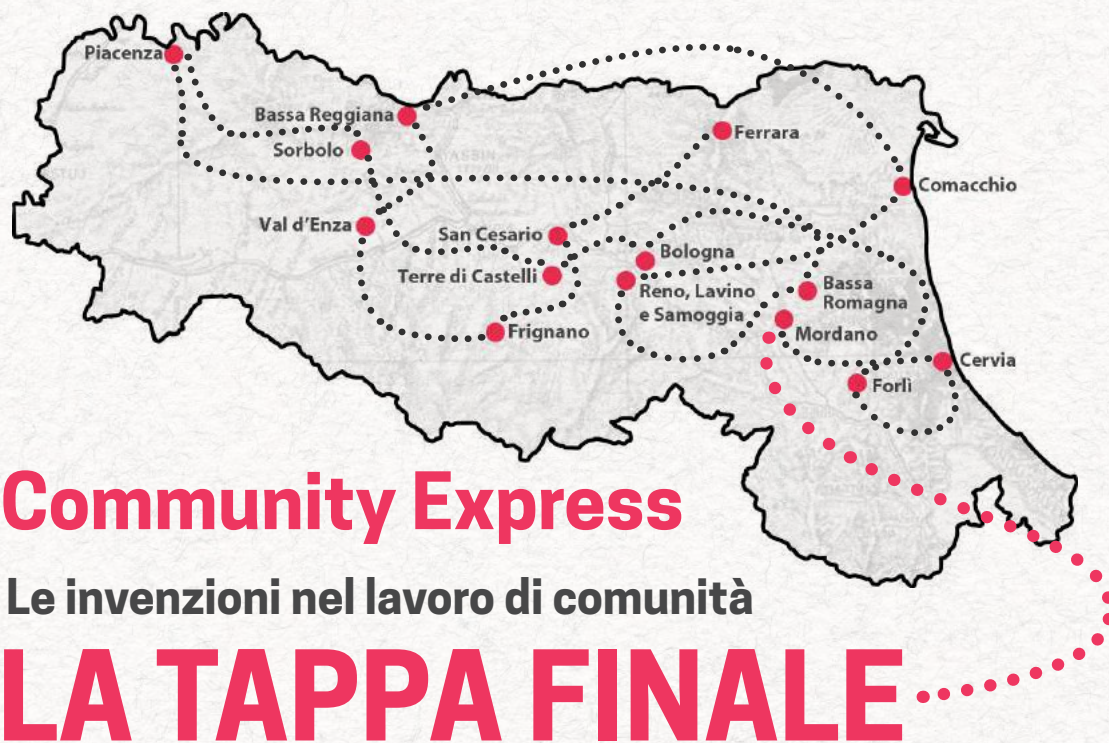 Piacenza
Bassa Reggiana
Sorbolo
Ferrara
Comacchio
Val d'Enza
San Cesario
Bologna
Terre di Castelli
Reno, Lavino
e Samoggia
Bassa
Romagna
Frignano
Mordano
Cervia
Forlì
Community Express
Le invenzioni nel lavoro di comunità
LA TAPPA FINALE